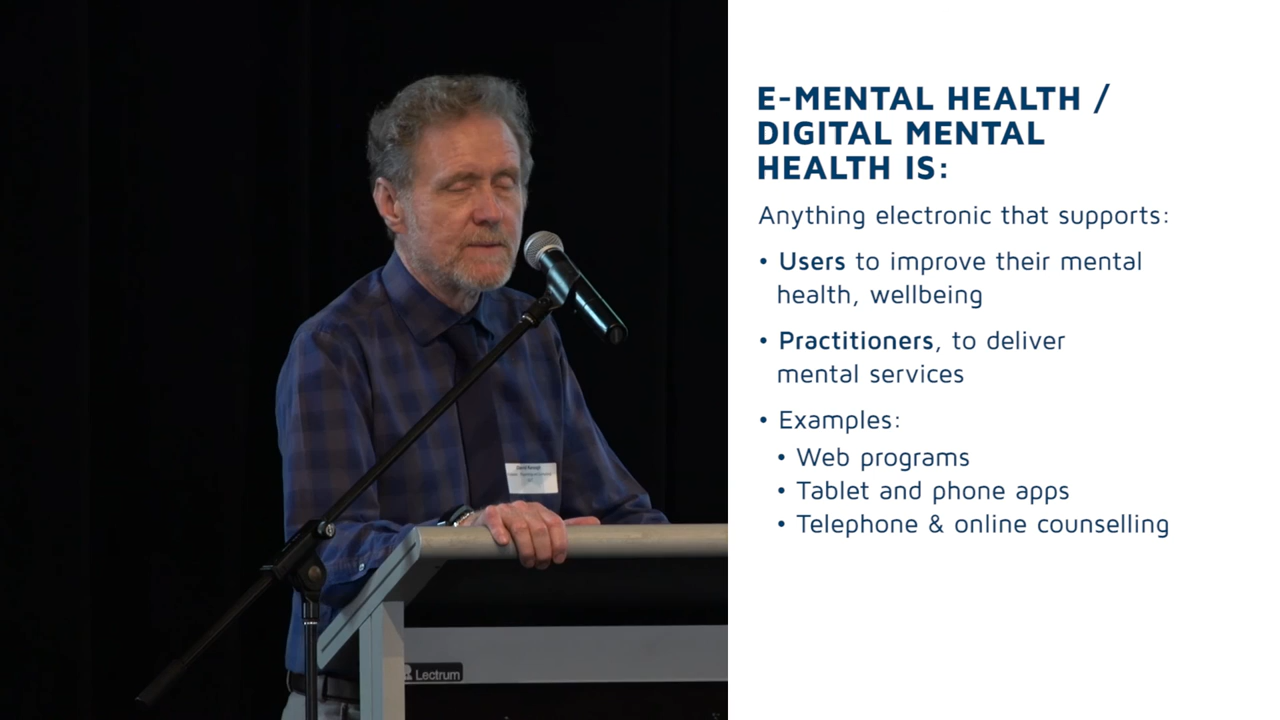 E-MENTAL HEALTH /
DIGITAL MENTAL
HEALTH IS:
Anything electronic that supports:
• Users to improve their mental
health, wellbeing
• Practitioners, to deliver
mental services
• Examples:
• Web programs
• Tablet and phone apps
• Telephone & online counselling
Lectrum